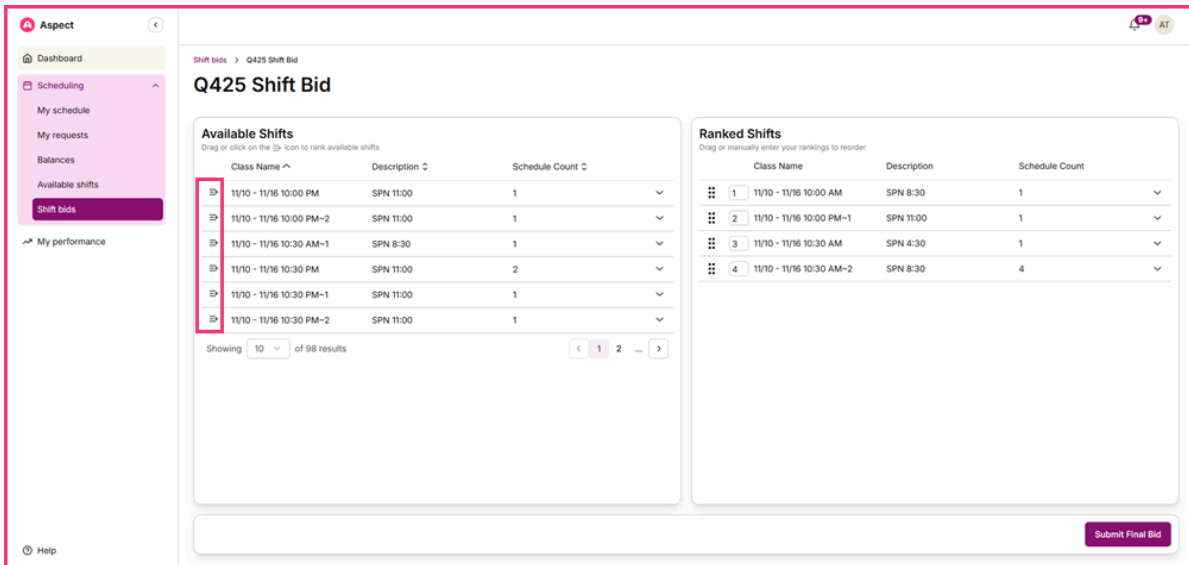 Aspect
9+
AT
Dashboard
Scheduling
My schedule
My requests
Balances
Available shifts
Shift bids
My performance
Help
Shift bids > Q425 Shift Bid
Q425 Shift Bid
Available Shifts
Drag or click on the icon to rank available shifts
Class Name Description Schedule Count
11/10 - 11/16 10:00 PM SPN 11:00 1
11/10 - 11/16 10:00 PM~2 SPN 11:00 1
11/10 - 11/16 10:30 AM~1 SPN 8:30 1
11/10 - 11/16 10:30 PM SPN 11:00 2
11/10 - 11/16 10:30 PM~1 SPN 11:00 1
11/10 - 11/16 10:30 PM~2 SPN 11:00 1
Showing 10 of 98 results
< 1 2 ... >
Ranked Shifts
Drag or manually enter your rankings to reorder
Class Name Description Schedule Count
1 11/10 - 11/16 10:00 AM SPN 8:30 1
2 11/10 - 11/16 10:00 PM~1 SPN 11:00 1
3 11/10 - 11/16 10:30 AM SPN 4:30 1
4 11/10 - 11/16 10:30 AM~2 SPN 8:30 4
Submit Final Bid